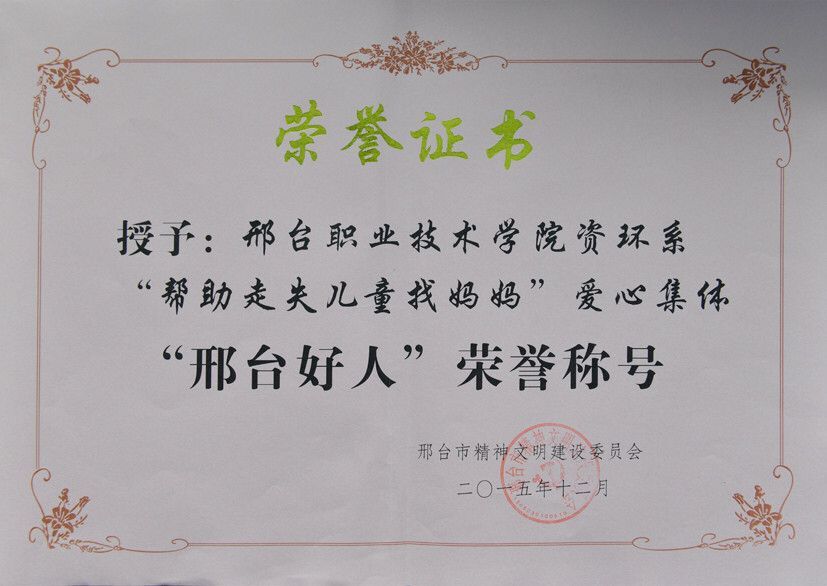 荣誉证书
授予：邢台职业技术学院资环系
“帮助走失儿童找妈妈”爱心集体
“邢台好人”荣誉称号
邢台市精神文明建设委员会
二〇一五年十二月